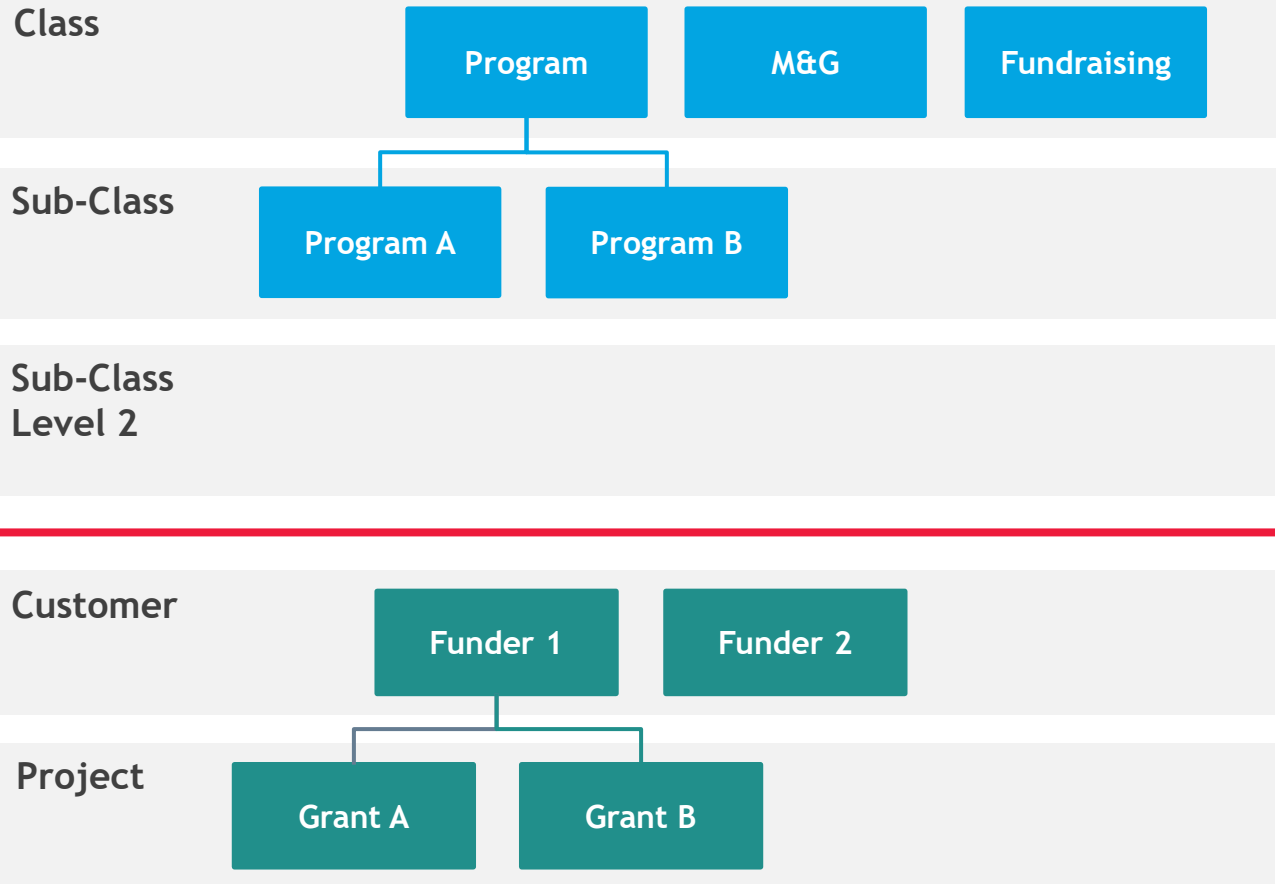 Class
Program
M&G
Fundraising
Sub-Class
Program A
Program B
Sub-Class
Level 2
Customer
Funder 1
Funder 2
Project
Grant A
Grant B